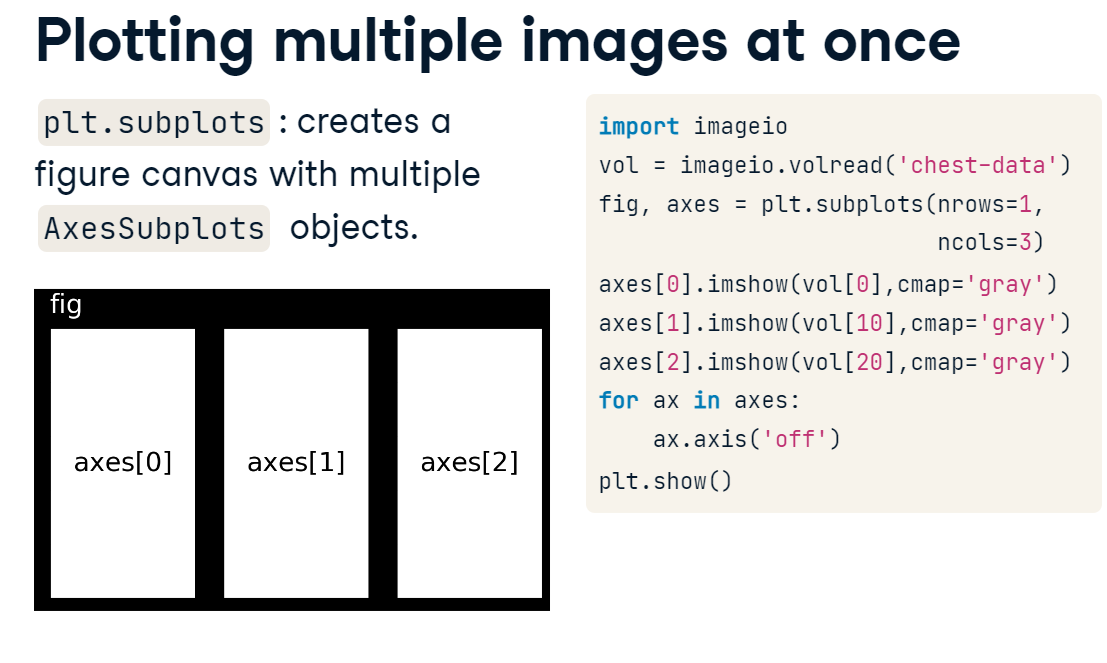 Plotting multiple images at once
plt.subplots : creates a
figure canvas with multiple
AxesSubplots objects.
fig
axes[0] axes[1] axes[2]
import imageio
vol = imageio.volread('chest-data')
fig, axes = plt.subplots(nrows=1,
                         ncols=3)
axes[0].imshow(vol[0],cmap='gray')
axes[1].imshow(vol[10],cmap='gray')
axes[2].imshow(vol[20],cmap='gray')
for ax in axes:
    ax.axis('off')
plt.show()